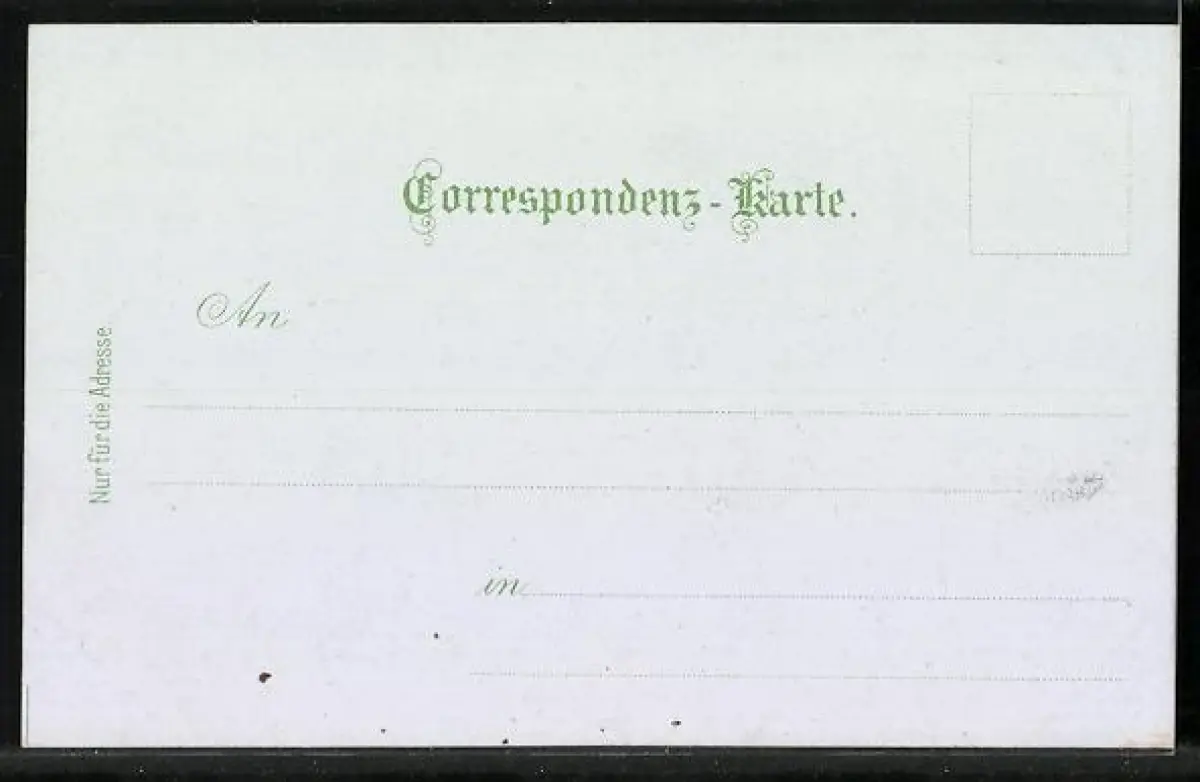 Correspondenz-Karte.
An
Nur für die Adresse
in